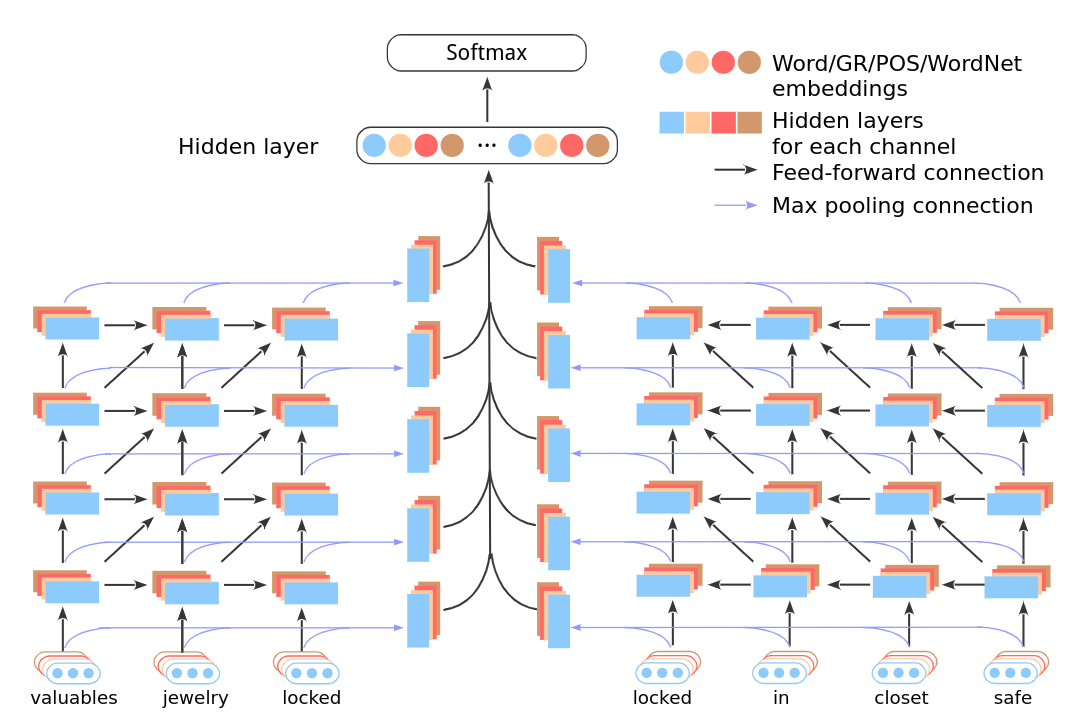 Softmax
Word/GR/POS/WordNet
embeddings
Hidden layers
for each channel
Hidden layer
...
Feed-forward connection
Max pooling connection
valuables jewelry locked locked in closet safe